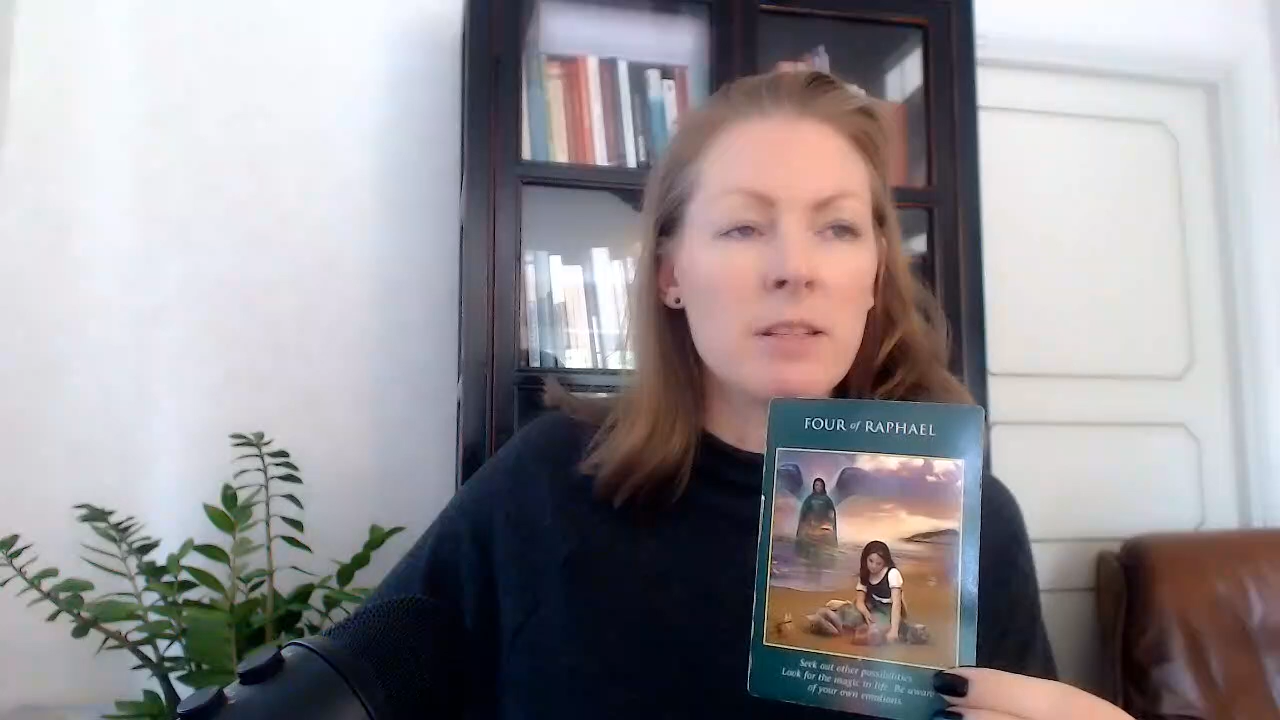 FOUR of RAPHAEL
Seek out other possibilities
Look for the magic in life. Be aware
of your own emotions.